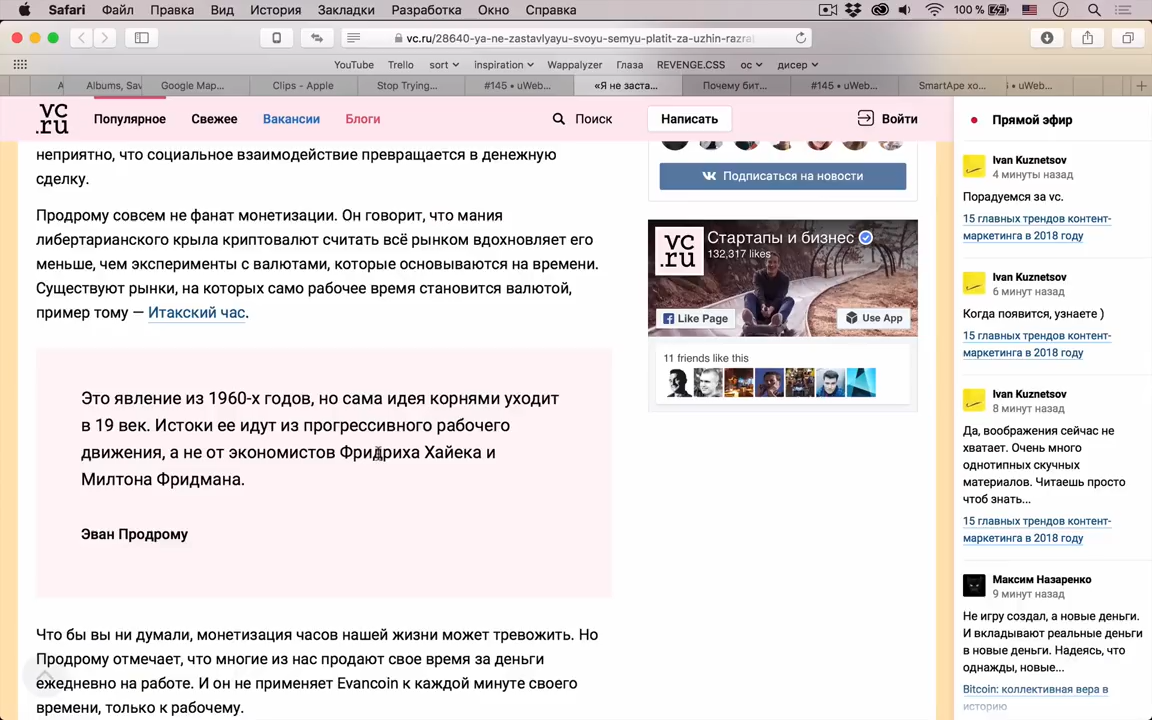 Safari Файл Правка Вид История Закладки Разработка Окно Справка 100 %
vc.ru/28640-ya-ne-zastavlyayu-svoyu-semyu-platit-za-uzhin-razra
YouTube Trello sort inspiration Wappalyzer Глаза REVENGE.CSS ос дисер
Albums, Sav Google Map... Clips - Apple Stop Trying... #145 • uWeb... «Я не заста... Почему бит... #145 • uWeb... SmartApe хо... • uWeb...
vc.ru
Популярное Свежее Вакансии Блоги Поиск Написать Войти
неприятно, что социальное взаимодействие превращается в денежную
сделку.
Продрому совсем не фанат монетизации. Он говорит, что мания
либертарианского крыла криптовалют считать всё рынком вдохновляет его
меньше, чем эксперименты с валютами, которые основываются на времени.
Существуют рынки, на которых само рабочее время становится валютой,
пример тому — Итакский час.
Это явление из 1960-х годов, но сама идея корнями уходит
в 19 век. Истоки ее идут из прогрессивного рабочего
движения, а не от экономистов Фридриха Хайека и
Милтона Фридмана.
Эван Продрому
Что бы вы ни думали, монетизация часов нашей жизни может тревожить. Но
Продрому отмечает, что многие из нас продают свое время за деньги
ежедневно на работе. И он не применяет Evancoin к каждой минуте своего
времени, только к рабочему.
Подписаться на новости
vc.ru
Стартапы и бизнес
132,317 likes
Like Page
Use App
11 friends like this
Прямой эфир
Ivan Kuznetsov
4 минуты назад
Порадуемся за vc.
15 главных трендов контент-
маркетинга в 2018 году
Ivan Kuznetsov
6 минут назад
Когда появится, узнаете )
15 главных трендов контент-
маркетинга в 2018 году
Ivan Kuznetsov
8 минут назад
Да, воображения сейчас не
хватает. Очень много
однотипных скучных
материалов. Читаешь просто
чтоб знать...
15 главных трендов контент-
маркетинга в 2018 году
Максим Назаренко
9 минут назад
Не игру создал, а новые деньги.
И вкладывают реальные деньги
в новые деньги. Надеясь, что
однажды, новые...
Bitcoin: коллективная вера в
историю